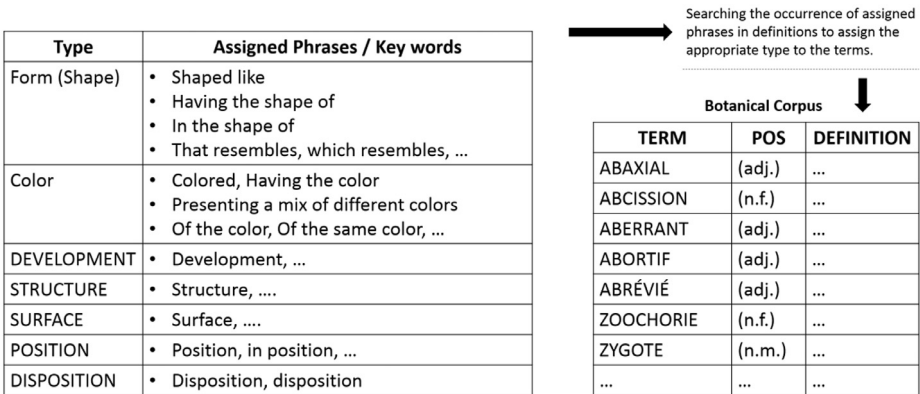 Type Assigned Phrases / Key words
Form (Shape) • Shaped like
• Having the shape of
• In the shape of
• That resembles, which resembles, ...
Color • Colored, Having the color
• Presenting a mix of different colors
• Of the color, Of the same color, ...
DEVELOPMENT • Development, ...
STRUCTURE • Structure, ....
SURFACE • Surface, ....
POSITION • Position, in position, ...
DISPOSITION • Disposition, disposition
Searching the occurrence of assigned
phrases in definitions to assign the
appropriate type to the terms.
Botanical Corpus
TERM POS DEFINITION
ABAXIAL (adj.) ...
ABCISSION (n.f.) ...
ABERRANT (adj.) ...
ABORTIF (adj.) ...
ABRÉVIÉ (adj.) ...
ZOOCHORIE (n.f.) ...
ZYGOTE (n.m.) ...
... ... ...